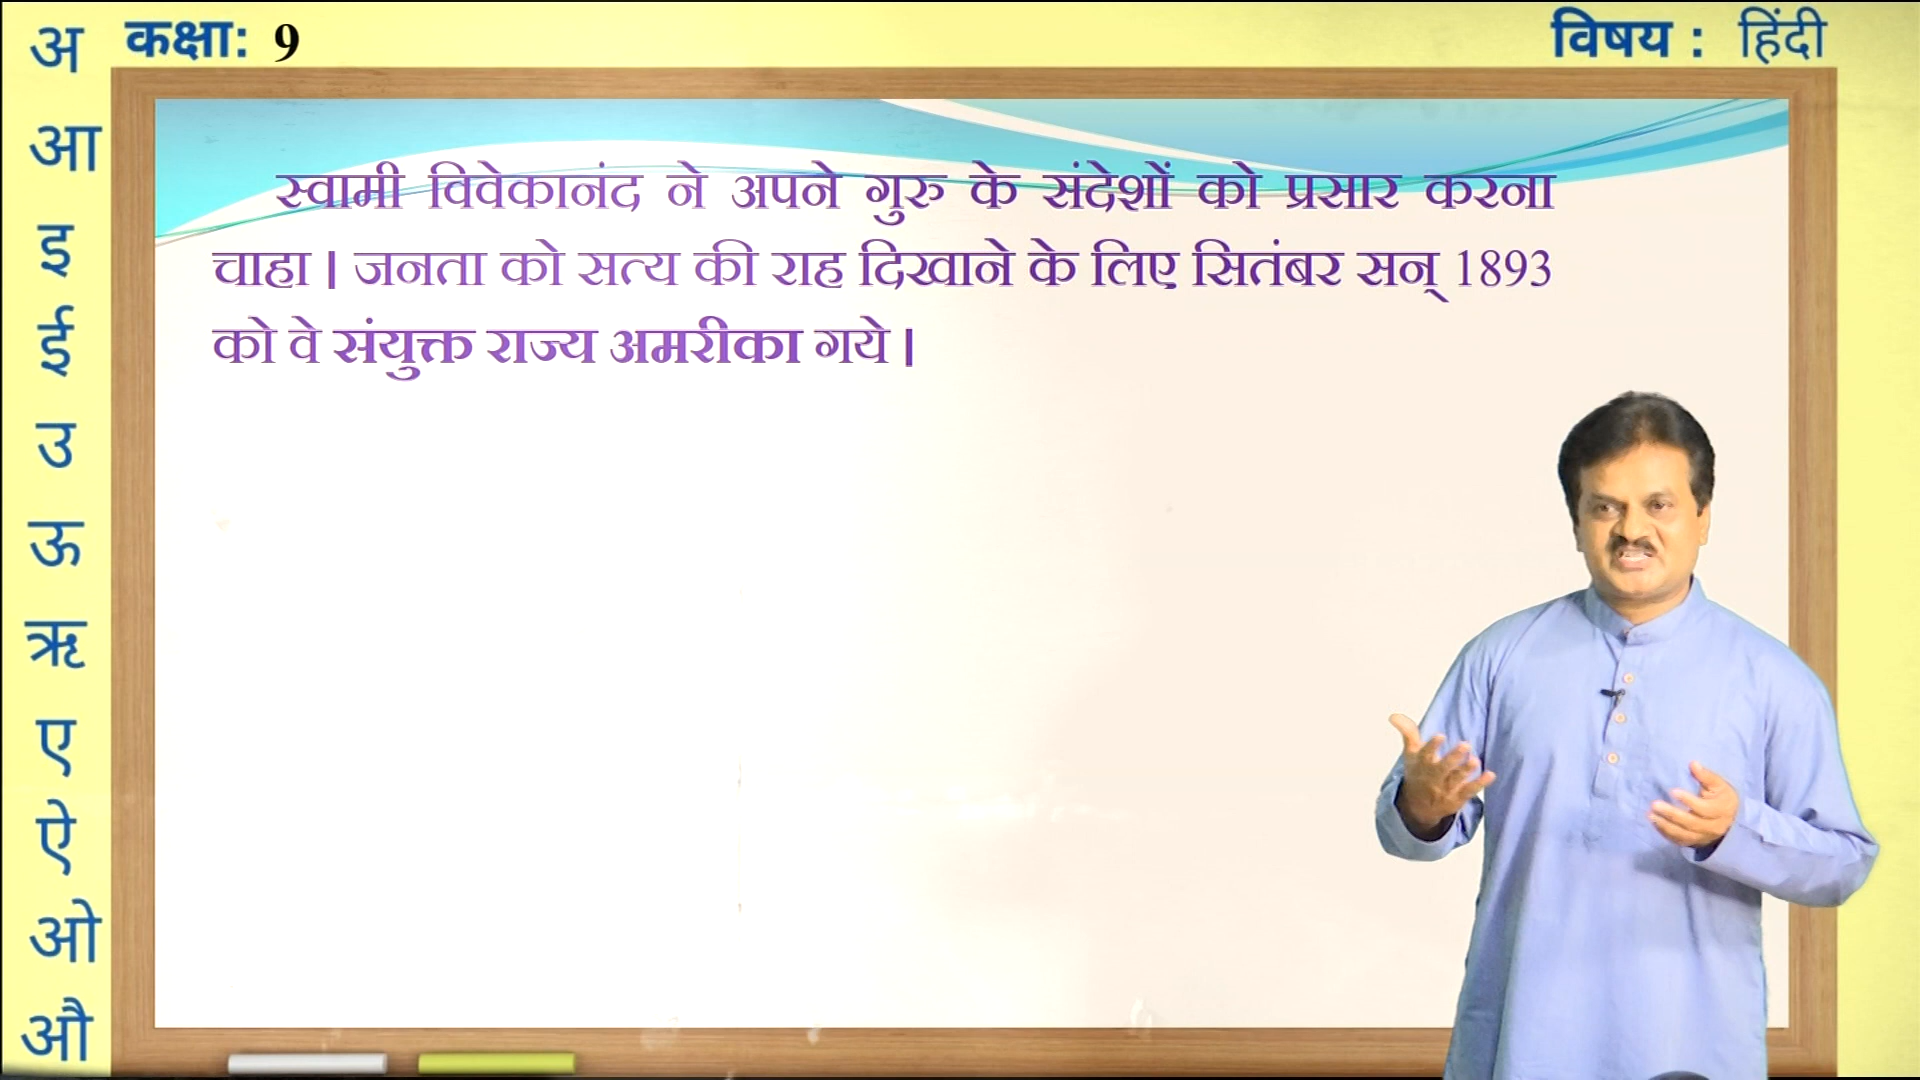 कक्षा: 9
विषय : हिंदी
अ
आ
इ
ई
उ
ऊ
ऋ
ए
ऐ
ओ
औ
स्वामी विवेकानंद ने अपने गुरु के संदेशों को प्रसार करना
चाहा । जनता को सत्य की राह दिखाने के लिए सितंबर सन् 1893
को वे संयुक्त राज्य अमरीका गये ।